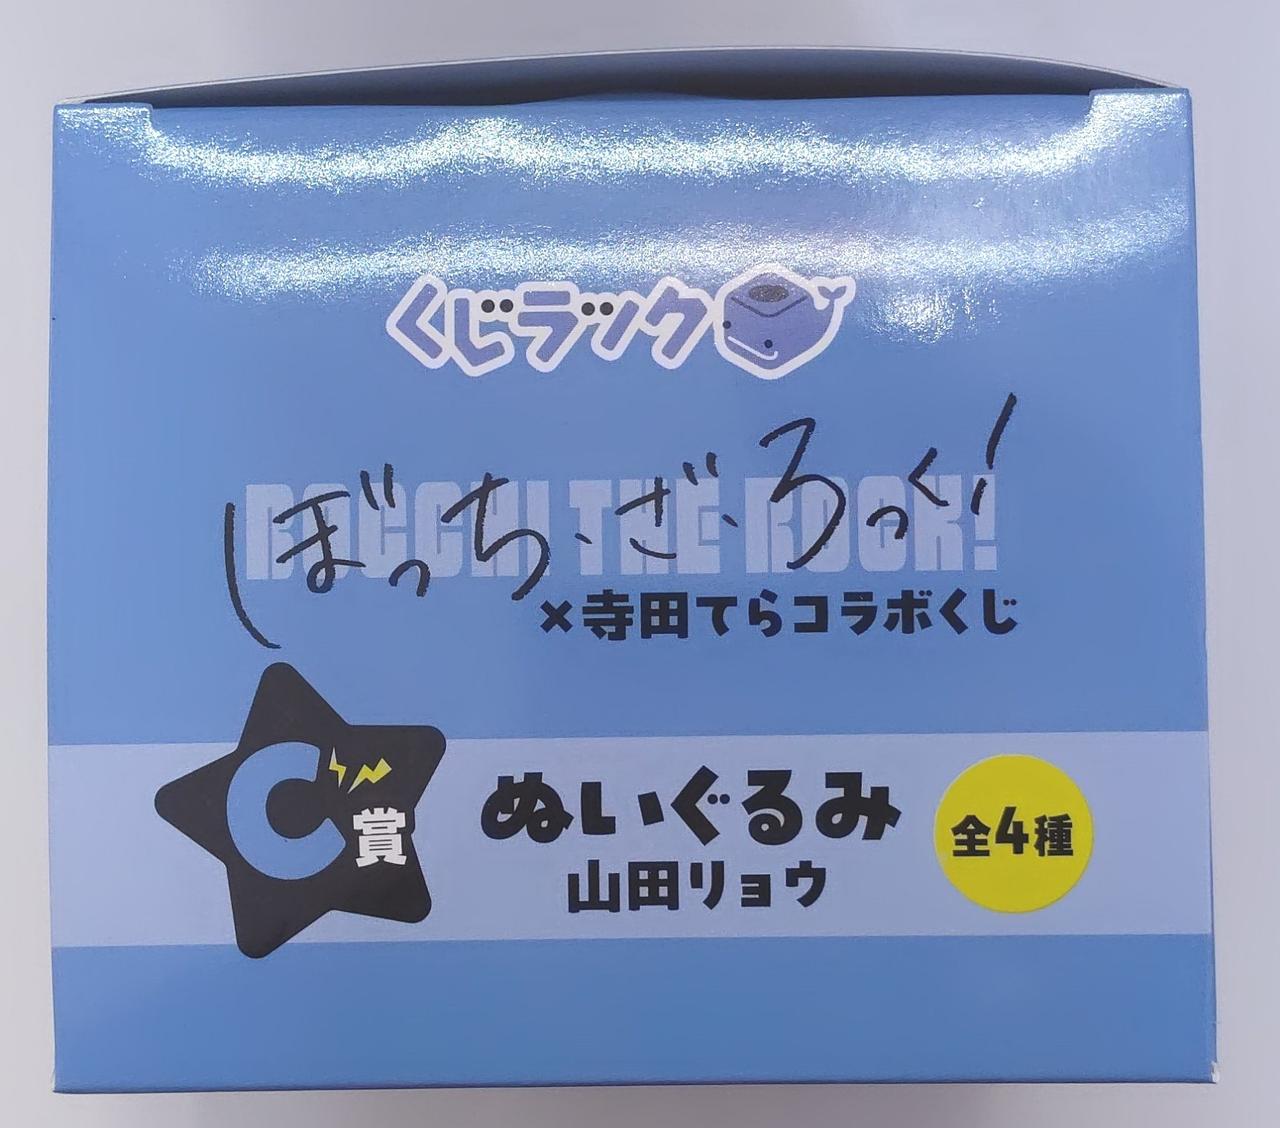 くじラック
BOCCHI THE ROCK!
ぼっち・ざ・ろっく!
×寺田てらコラボくじ
C賞
ぬいぐるみ
山田リョウ
全4種